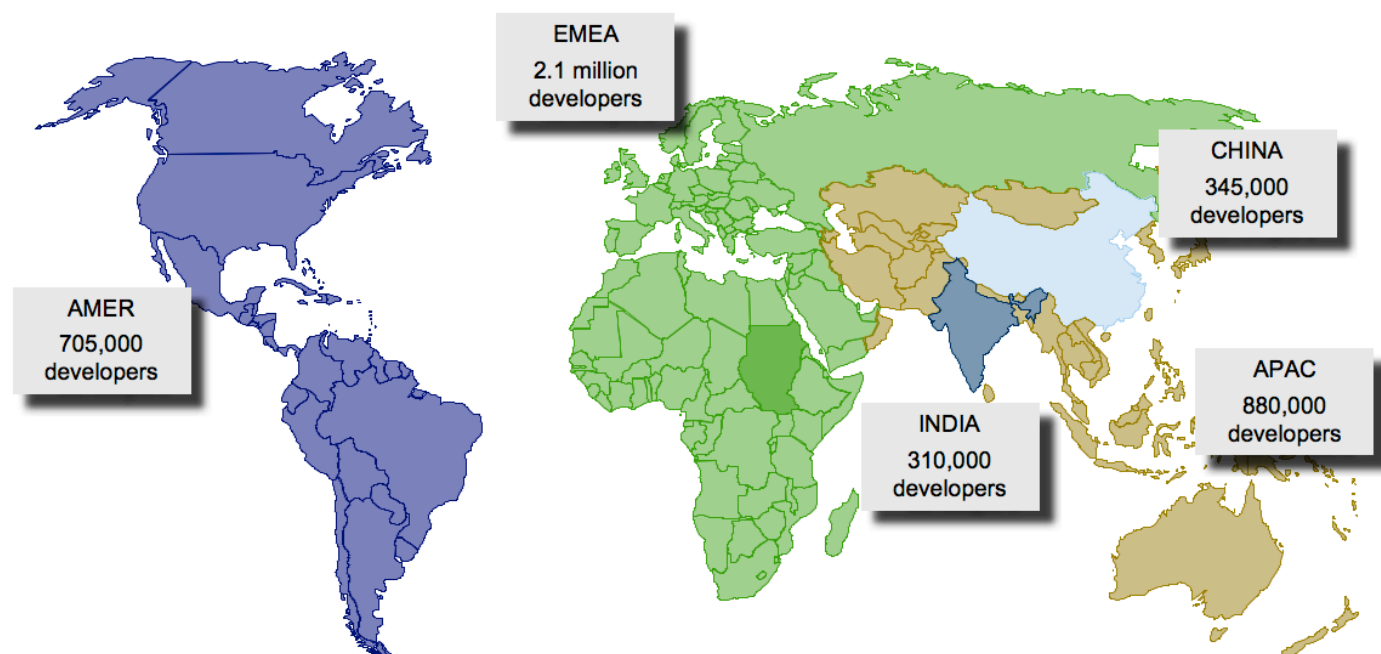 EMEA
2.1 million
developers
CHINA
345,000
developers
AMER
705,000
developers
APAC
880,000
developers
INDIA
310,000
developers